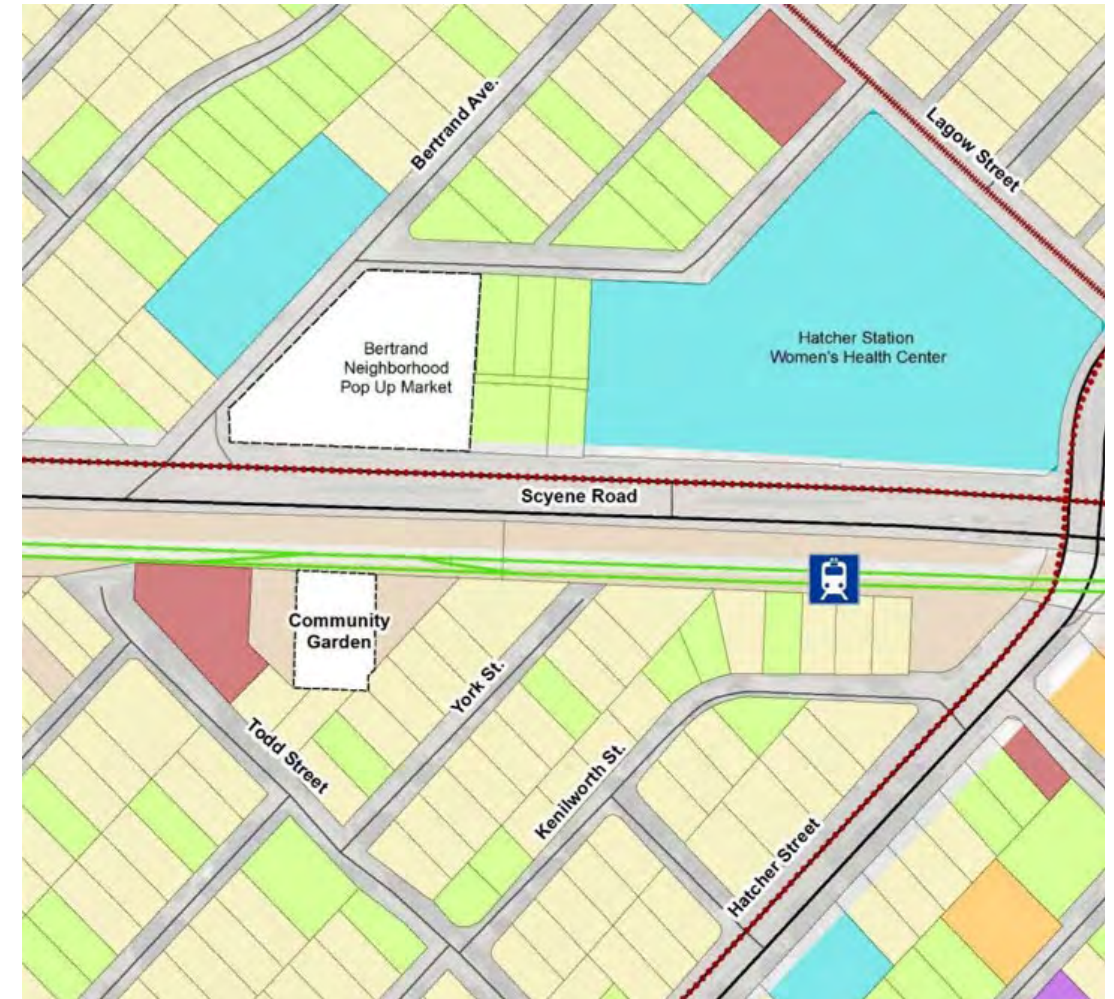 Bertrand Ave.
Lagow Street
Bertrand
Neighborhood
Pop Up Market
Hatcher Station
Women's Health Center
Scyene Road
Community
Garden
York St.
Todd Street
Kenilworth St.
Hatcher Street